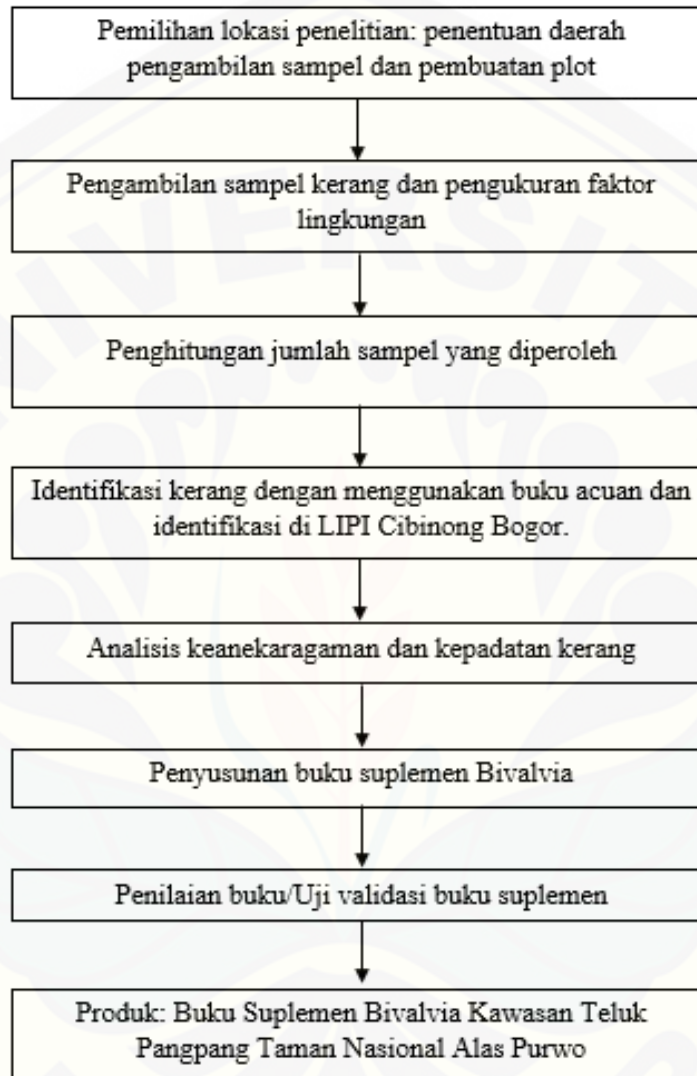 Pemilihan lokasi penelitian: penentuan daerah
pengambilan sampel dan pembuatan plot
Pengambilan sampel kerang dan pengukuran faktor
lingkungan
Penghitungan jumlah sampel yang diperoleh
Identifikasi kerang dengan menggunakan buku acuan dan
identifikasi di LIPI Cibinong Bogor.
Analisis keanekaragaman dan kepadatan kerang
Penyusunan buku suplemen Bivalvia
Penilaian buku/Uji validasi buku suplemen
Produk: Buku Suplemen Bivalvia Kawasan Teluk
Pangpang Taman Nasional Alas Purwo